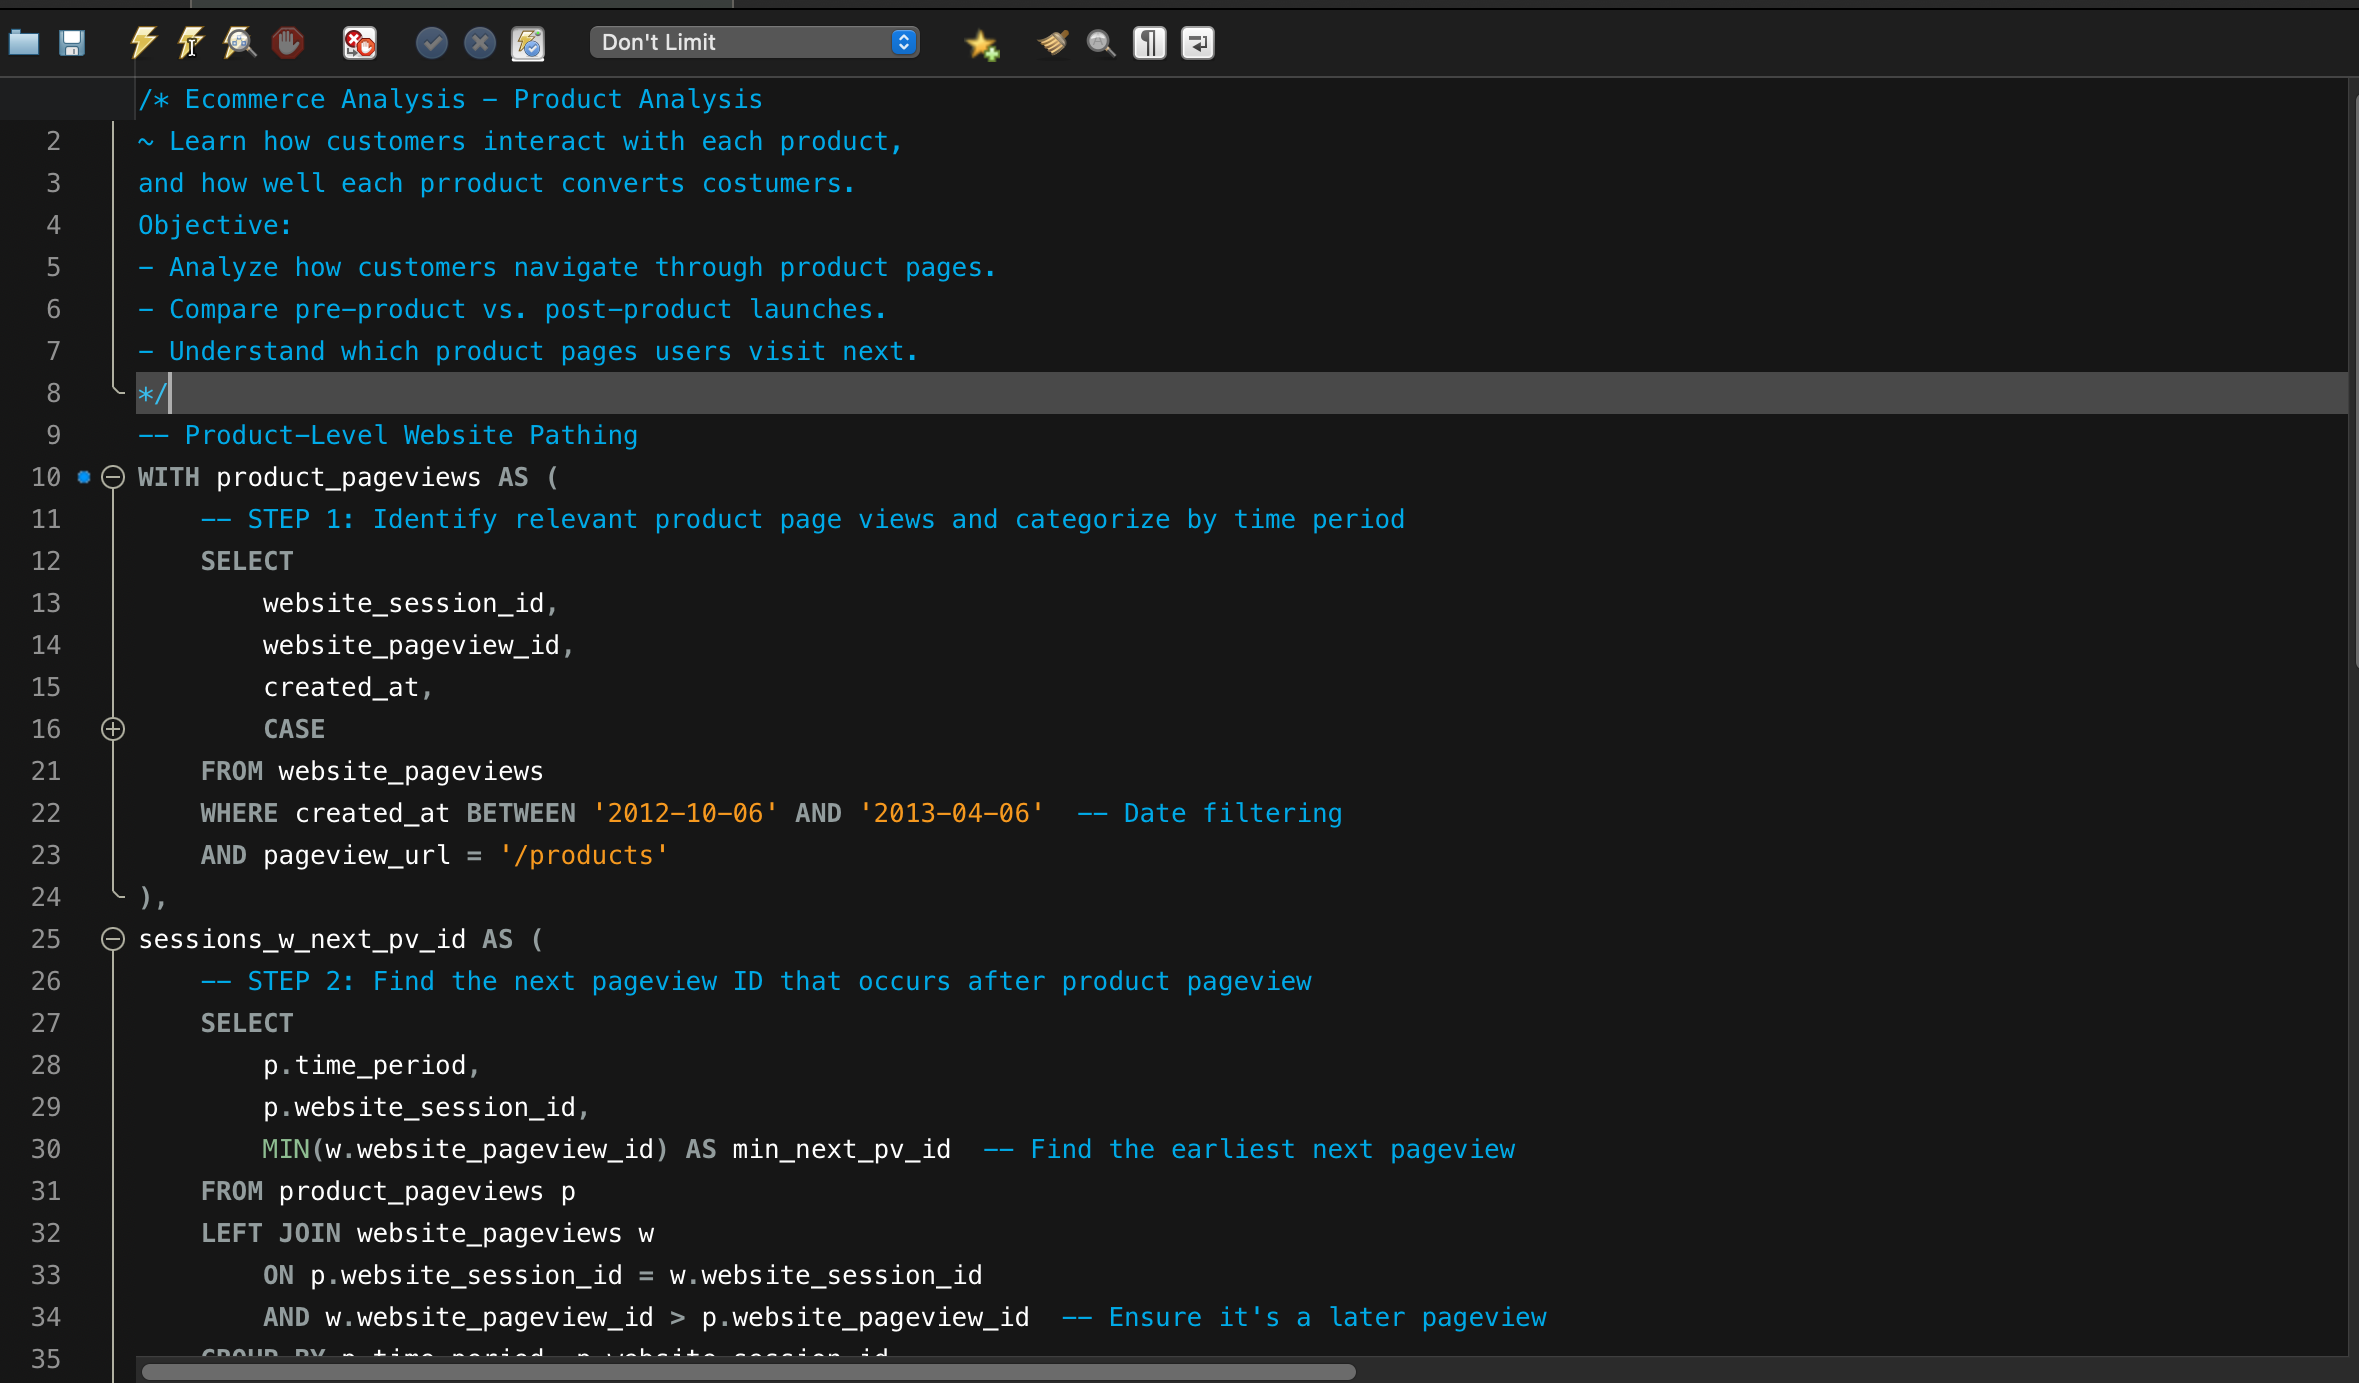 Don't Limit
/* Ecommerce Analysis - Product Analysis
2 ~ Learn how customers interact with each product,
3 and how well each prroduct converts costumers.
4 Objective:
5 - Analyze how customers navigate through product pages.
6 - Compare pre-product vs. post-product launches.
7 - Understand which product pages users visit next.
8 */
9 -- Product-Level Website Pathing
10 WITH product_pageviews AS (
11 -- STEP 1: Identify relevant product page views and categorize by time period
12 SELECT
13 website_session_id,
14 website_pageview_id,
15 created_at,
16 CASE
21 FROM website_pageviews
22 WHERE created_at BETWEEN '2012-10-06' AND '2013-04-06' -- Date filtering
23 AND pageview_url = '/products'
24 ),
25 sessions_w_next_pv_id AS (
26 -- STEP 2: Find the next pageview ID that occurs after product pageview
27 SELECT
28 p.time_period,
29 p.website_session_id,
30 MIN(w.website_pageview_id) AS min_next_pv_id -- Find the earliest next pageview
31 FROM product_pageviews p
32 LEFT JOIN website_pageviews w
33 ON p.website_session_id = w.website_session_id
34 AND w.website_pageview_id > p.website_pageview_id -- Ensure it's a later pageview
35 GROUP BY p.time_period, p.website_session_id